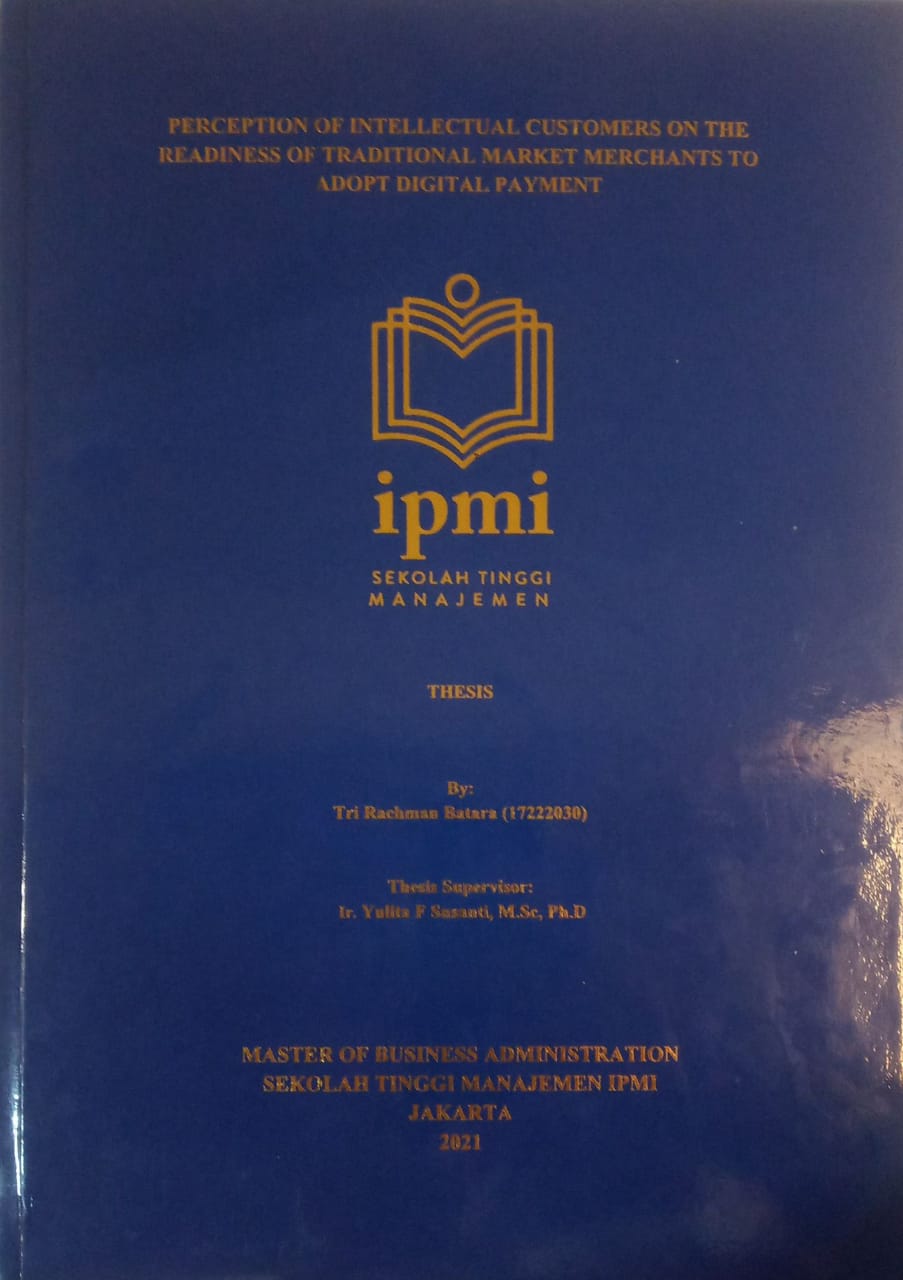 PERCEPTION OF INTELLECTUAL CUSTOMERS ON THE
READINESS OF TRADITIONAL MARKET MERCHANTS TO
ADOPT DIGITAL PAYMENT
ipmi
SEKOLAH TINGGI
MANAJEMEN
THESIS
By:
Tri Rachman Batara (17222030)
Thesis Supervisor:
Ir. Yulita F Susanti, M.Sc, Ph.D
MASTER OF BUSINESS ADMINISTRATION
SEKOLAH TINGGI MANAJEMEN IPMI
JAKARTA
2021